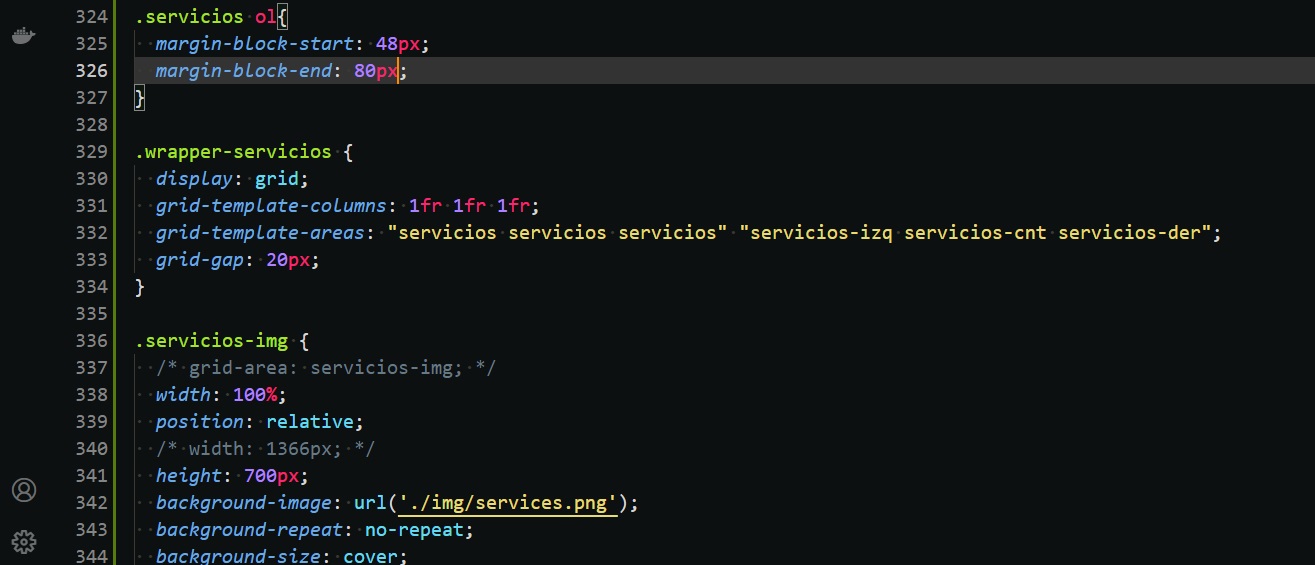 324 .servicios ol{
325   margin-block-start: 48px;
326   margin-block-end: 80px;
327 }
328
329 .wrapper-servicios {
330   display: grid;
331   grid-template-columns: 1fr 1fr 1fr;
332   grid-template-areas: "servicios servicios servicios" "servicios-izq servicios-cnt servicios-der";
333   grid-gap: 20px;
334 }
335
336 .servicios-img {
337   /* grid-area: servicios-img; */
338   width: 100%;
339   position: relative;
340   /* width: 1366px; */
341   height: 700px;
342   background-image: url('./img/services.png');
343   background-repeat: no-repeat;
344   background-size: cover;